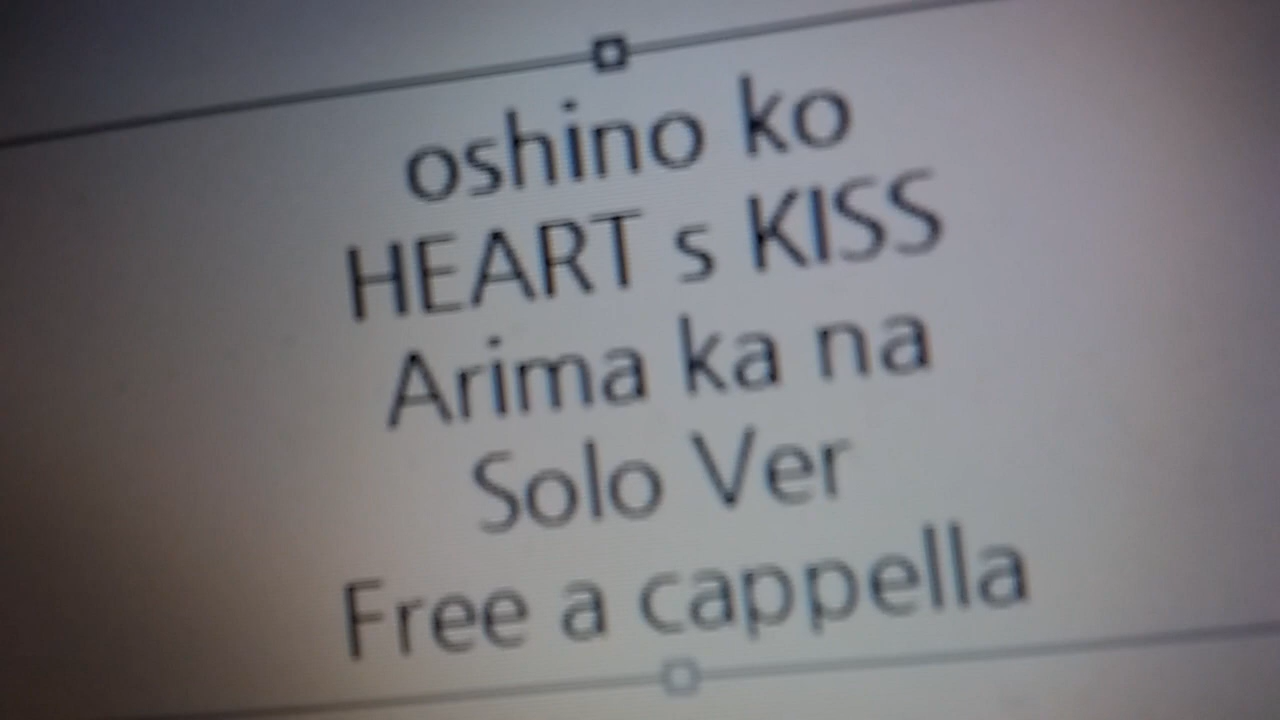 oshino ko
HEART s KISS
Arima ka na
Solo Ver
Free a cappella